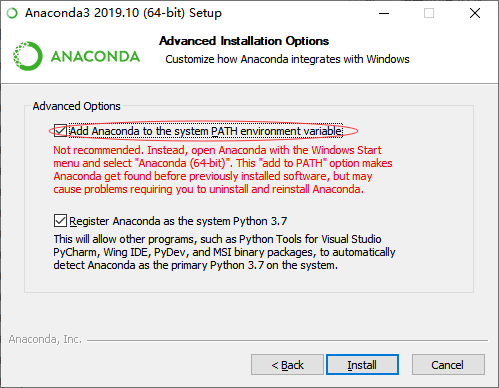 Anaconda3 2019.10 (64-bit) Setup
ANACONDA
Advanced Installation Options
Customize how Anaconda integrates with Windows
Advanced Options
Add Anaconda to the system PATH environment variable
Not recommended. Instead, open Anaconda with the Windows Start
menu and select "Anaconda (64-bit)". This "add to PATH" option makes
Anaconda get found before previously installed software, but may
cause problems requiring you to uninstall and reinstall Anaconda.
Register Anaconda as the system Python 3.7
This will allow other programs, such as Python Tools for Visual Studio
PyCharm, Wing IDE, PyDev, and MSI binary packages, to automatically
detect Anaconda as the primary Python 3.7 on the system.
Anaconda, Inc.
< Back
Install
Cancel